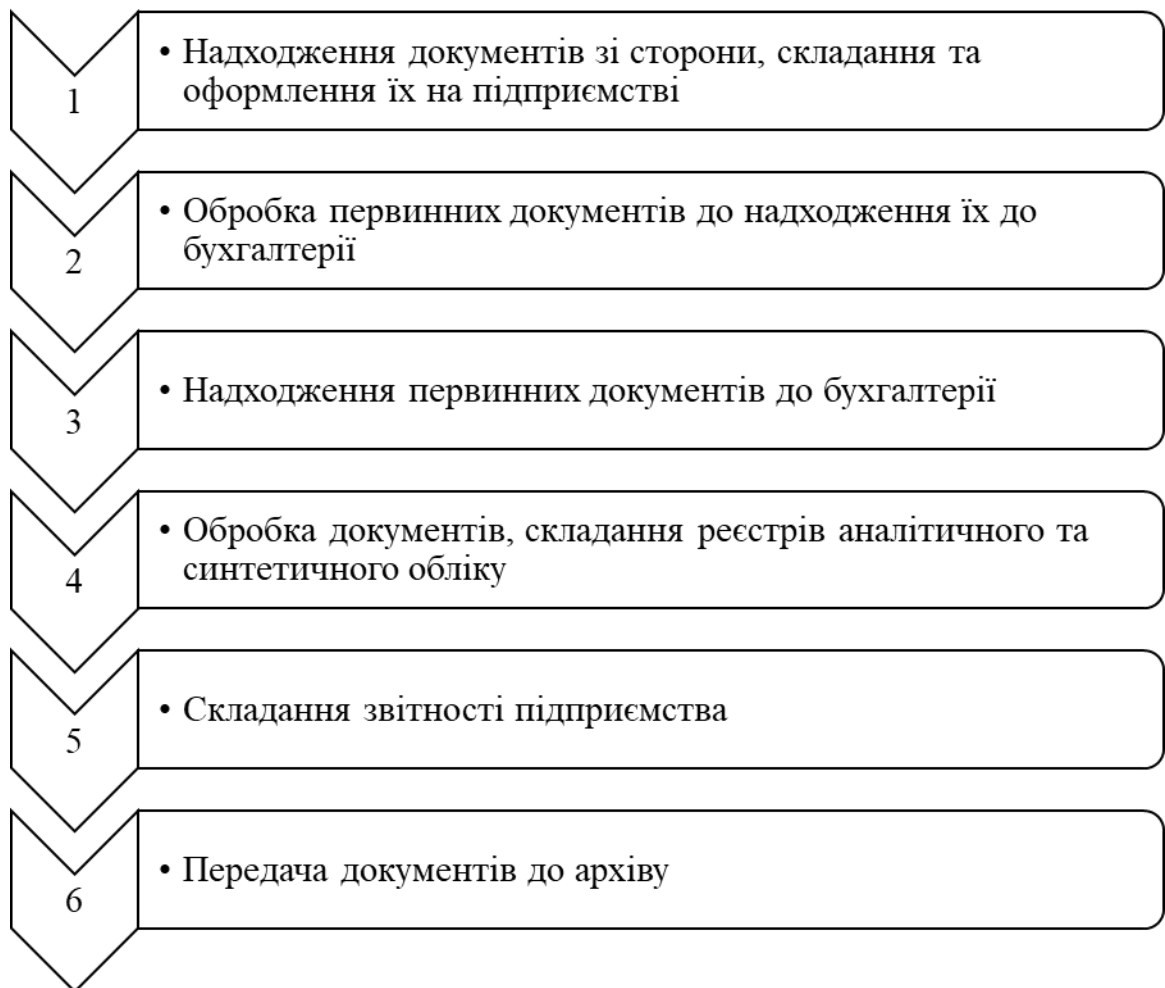 1
• Надходження документів зі сторони, складання та
оформлення їх на підприємстві
2
• Обробка первинних документів до надходження їх до
бухгалтерії
3
• Надходження первинних документів до бухгалтерії
4
• Обробка документів, складання реєстрів аналітичного та
синтетичного обліку
5
• Складання звітності підприємства
6
• Передача документів до архіву